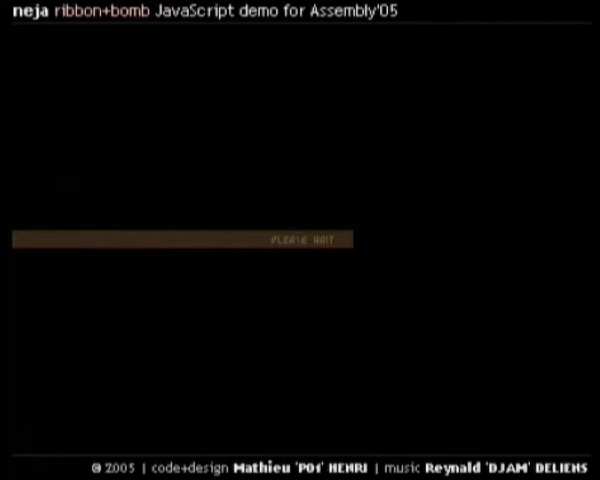 neja ribbon+bomb JavaScript demo for Assembly'05
PLEASE WAIT
© 2005 | code+design Mathieu 'P01' HENRI | music Reynald 'DJAM' DELIENS